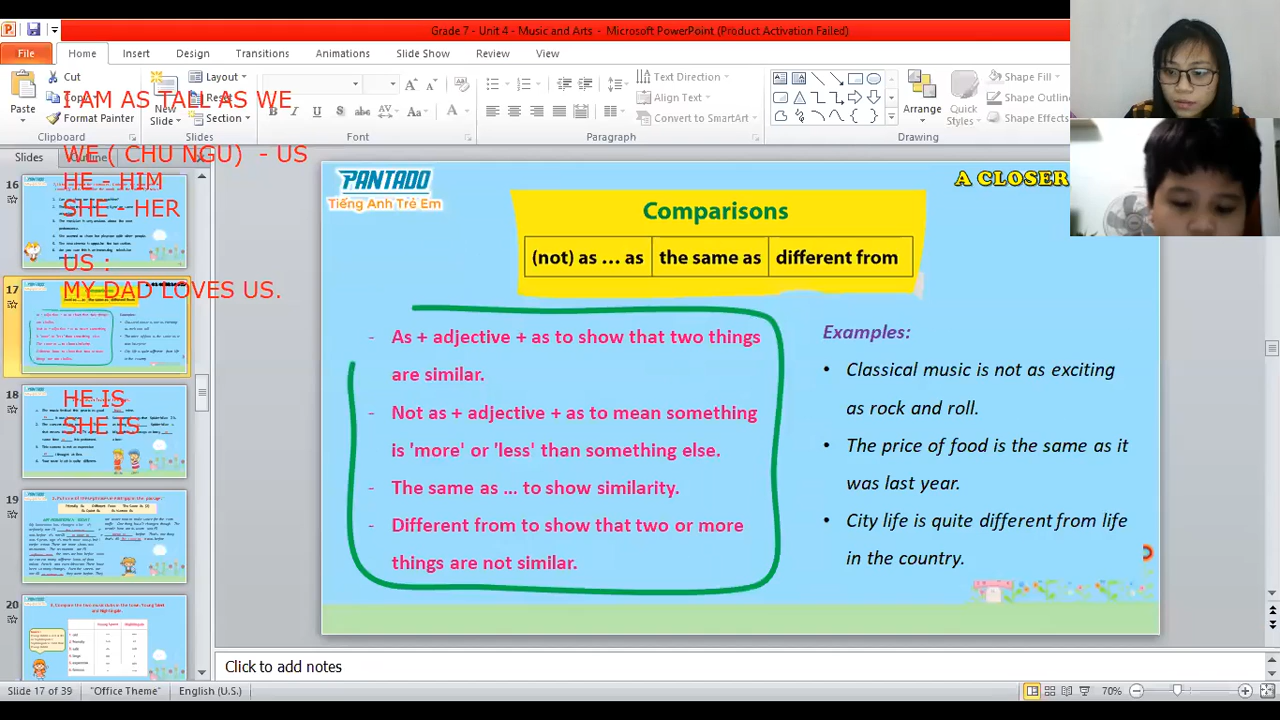 Grade 7 - Unit 4 - Music and Arts - Microsoft PowerPoint (Product Activation Failed)
File Home Insert Design Transitions Animations Slide Show Review View
Cut
Copy
Format Painter
Paste
Clipboard
New
Slide
Layout
Reset
Section
Slides
Font
Text Direction
Align Text
Convert to SmartArt
Paragraph
Arrange
Quick
Styles
Shape Fill
Shape Outline
Shape Effects
Drawing
I AM AS TALL AS WE
WE ( CHU NGU) - US
HE - HIM
SHE - HER
US :
MY DAD LOVES US.
HE IS
SHE IS
Slides Outline
16
17
18
19
20
PANTADO
Tiếng Anh Trẻ Em
A CLOSER
Comparisons
(not) as ... as the same as different from
- As + adjective + as to show that two things
are similar.
- Not as + adjective + as to mean something
is 'more' or 'less' than something else.
- The same as ... to show similarity.
- Different from to show that two or more
things are not similar.
Examples:
• Classical music is not as exciting
as rock and roll.
• The price of food is the same as it
was last year.
City life is quite different from life
in the country.
Click to add notes
Slide 17 of 39 "Office Theme" English (U.S.) 70%